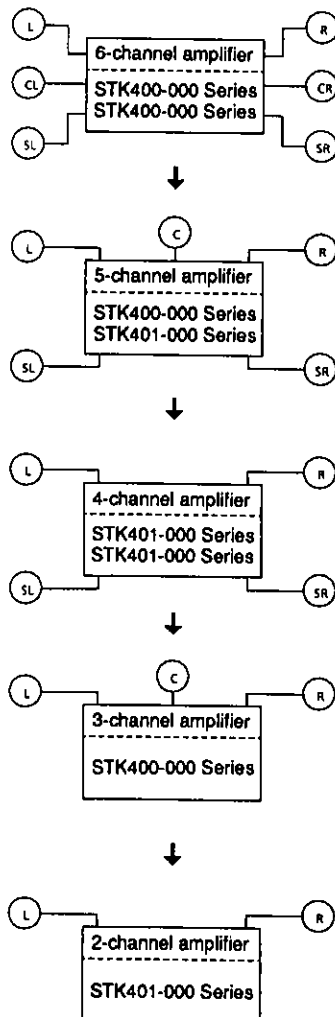 L
R
6-channel amplifier
CL
CR
STK400-000 Series
STK400-000 Series
SL
SR
C
L
R
5-channel amplifier
STK400-000 Series
STK401-000 Series
SL
SR
L
R
4-channel amplifier
STK401-000 Series
STK401-000 Series
SL
SR
C
L
R
3-channel amplifier
STK400-000 Series
L
R
2-channel amplifier
STK401-000 Series